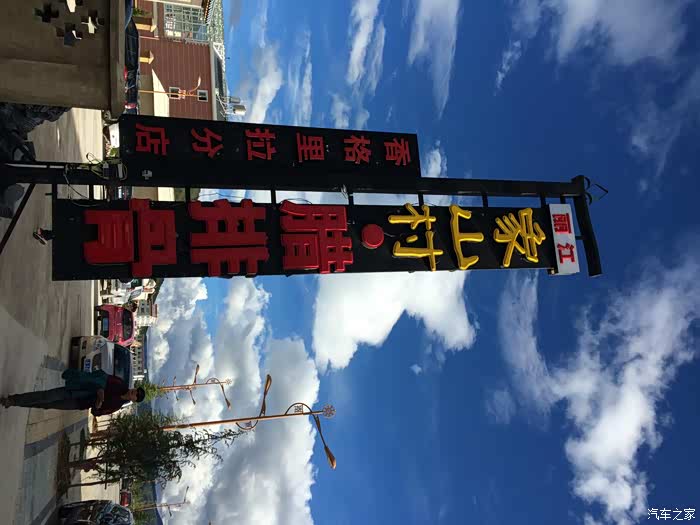 丽江
象山村·腊排骨
香格里拉分店
汽车之家